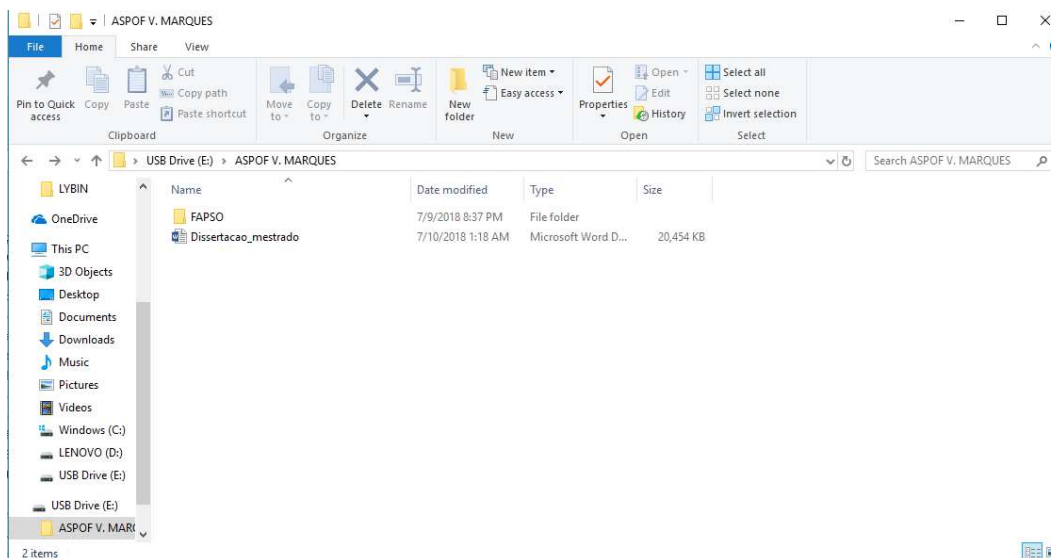 ASPOF V. MARQUES
File Home Share View
Pin to Quick access
Copy
Paste
Cut
Copy path
Paste shortcut
Clipboard
Move to
Copy to
Delete
Rename
Organize
New folder
New item
Easy access
New
Properties
Open
Edit
History
Open
Select all
Select none
Invert selection
Select
USB Drive (E:) > ASPOF V. MARQUES
Search ASPOF V. MARQUES
LYBIN
OneDrive
This PC
3D Objects
Desktop
Documents
Downloads
Music
Pictures
Videos
Windows (C:)
LENOVO (D:)
USB Drive (E:)
USB Drive (E:)
ASPOF V. MAR
Name Date modified Type Size
FAPSO 7/9/2018 8:37 PM File folder
Dissertacao_mestrado 7/10/2018 1:18 AM Microsoft Word D... 20,454 KB
2 items